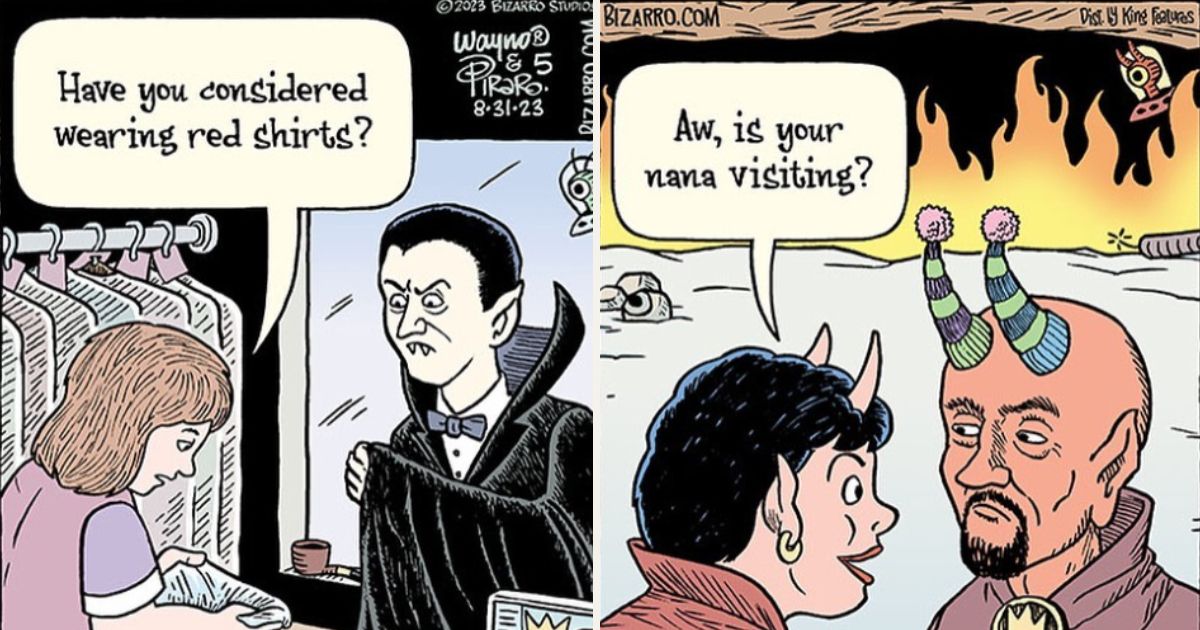 © 2023 BIZARRO STUDIOS
Wayno®
& 5
PIRARO.
8·31·23
Have you considered
wearing red shirts?
BIZARRO.COM
BIZARRO.COM
Dist. by King Features
Aw, is your
nana visiting?